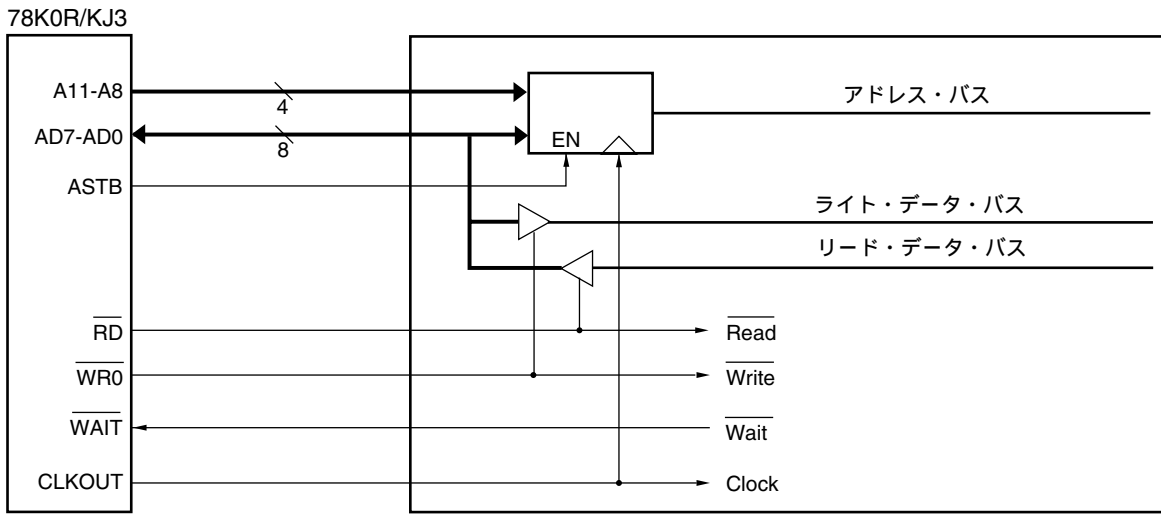 78K0R/KJ3
A11-A8
4
アドレス・バス
AD7-AD0
8
EN
ASTB
ライト・データ・バス
リード・データ・バス
RD
Read
WR0
Write
WAIT
Wait
CLKOUT
Clock